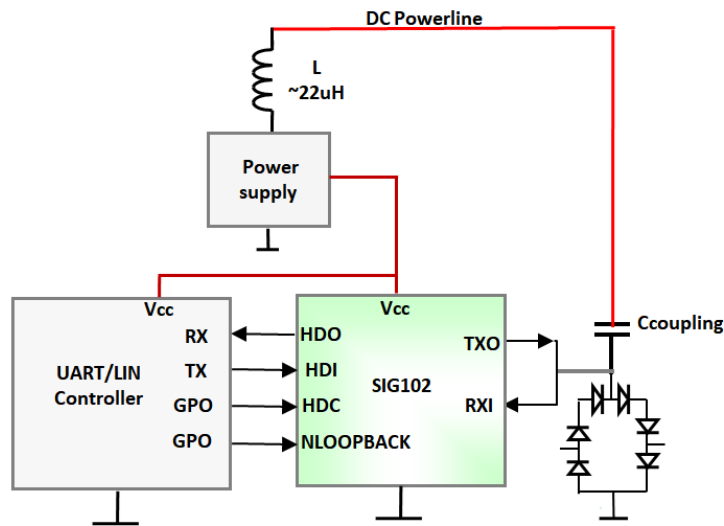 DC Powerline
L
~22uH
Power
supply
Vcc
Vcc
Ccoupling
RX
HDO
TXO
UART/LIN
Controller
TX
HDI
SIG102
GPO
HDC
RXI
GPO
NLOOPBACK